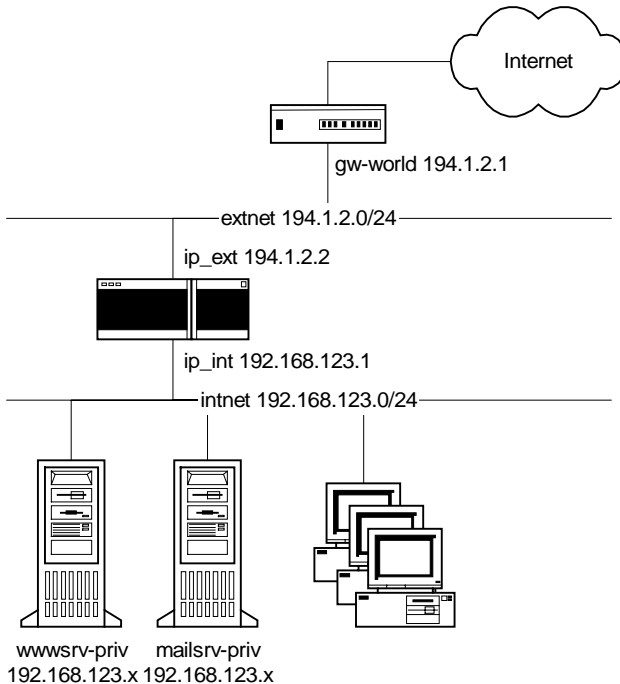 Internet
gw-world 194.1.2.1
extnet 194.1.2.0/24
ip_ext 194.1.2.2
ip_int 192.168.123.1
intnet 192.168.123.0/24
wwwsrv-priv mailsrv-priv
192.168.123.x 192.168.123.x